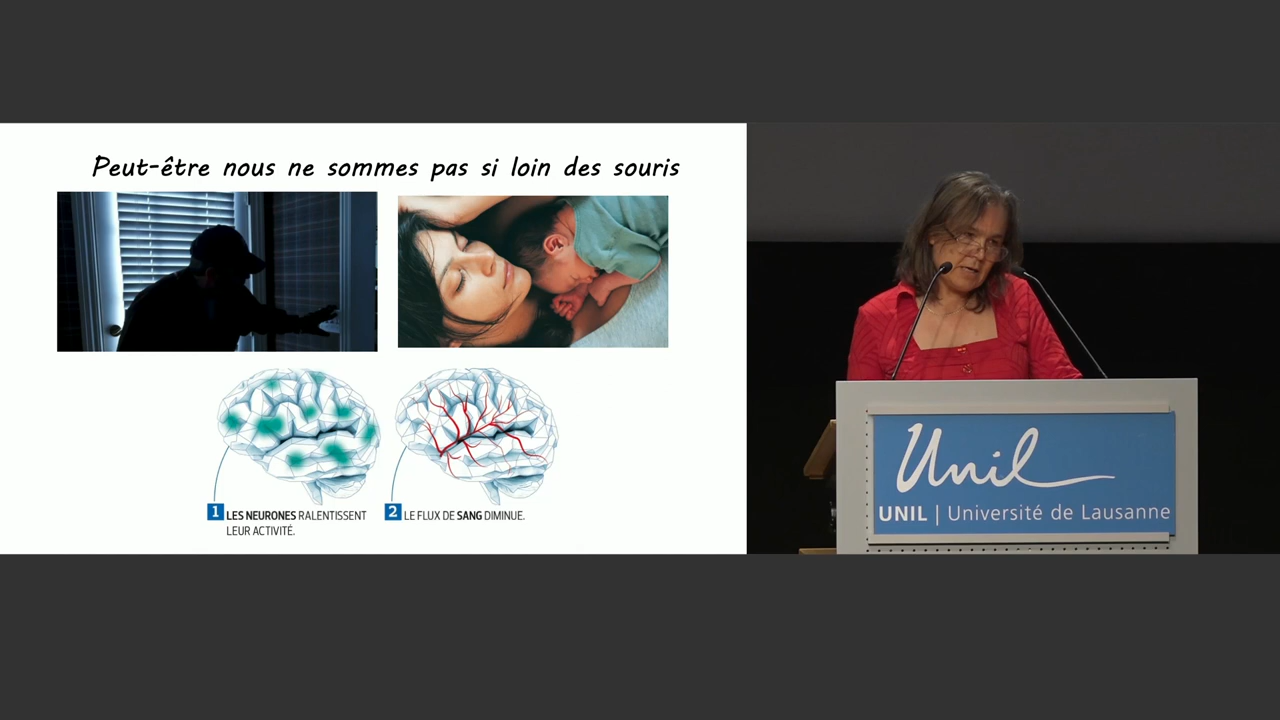 Peut-être nous ne sommes pas si loin des souris
1 LES NEURONES RALENTISSENT
LEUR ACTIVITÉ.
2 LE FLUX DE SANG DIMINUE.
Unil
UNIL | Université de Lausanne